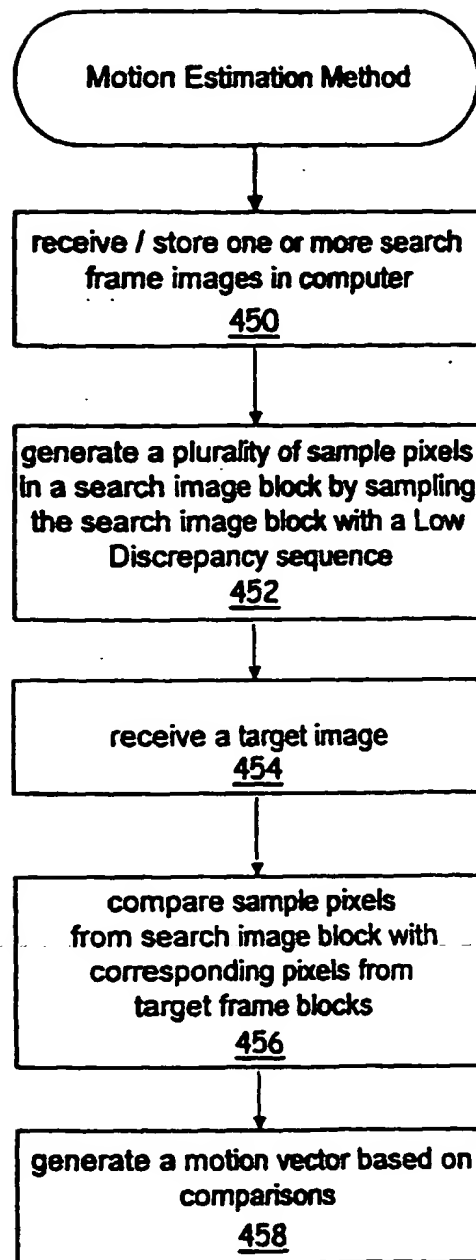 Motion Estimation Method
receive / store one or more search
frame images in computer
450
generate a plurality of sample pixels
in a search image block by sampling
the search image block with a Low
Discrepancy sequence
452
receive a target image
454
compare sample pixels
from search image block with
corresponding pixels from
target frame blocks
456
generate a motion vector based on
comparisons
458